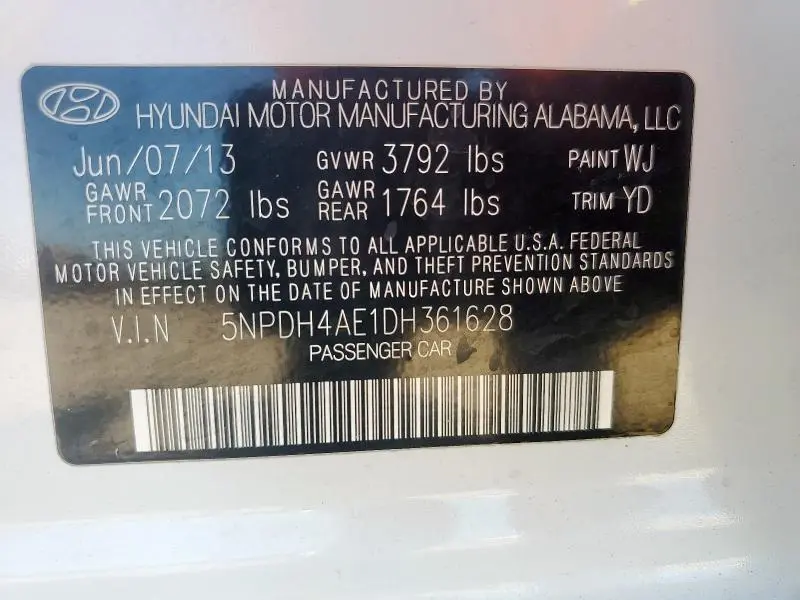 MANUFACTURED BY
HYUNDAI MOTOR MANUFACTURING ALABAMA, LLC
Jun/07/13 GVWR 3792 lbs PAINT WJ
GAWR FRONT 2072 lbs GAWR REAR 1764 lbs TRIM YD
THIS VEHICLE CONFORMS TO ALL APPLICABLE U.S.A. FEDERAL
MOTOR VEHICLE SAFETY, BUMPER, AND THEFT PREVENTION STANDARDS
IN EFFECT ON THE DATE OF MANUFACTURE SHOWN ABOVE
V.I.N 5NPDH4AE1DH361628
PASSENGER CAR